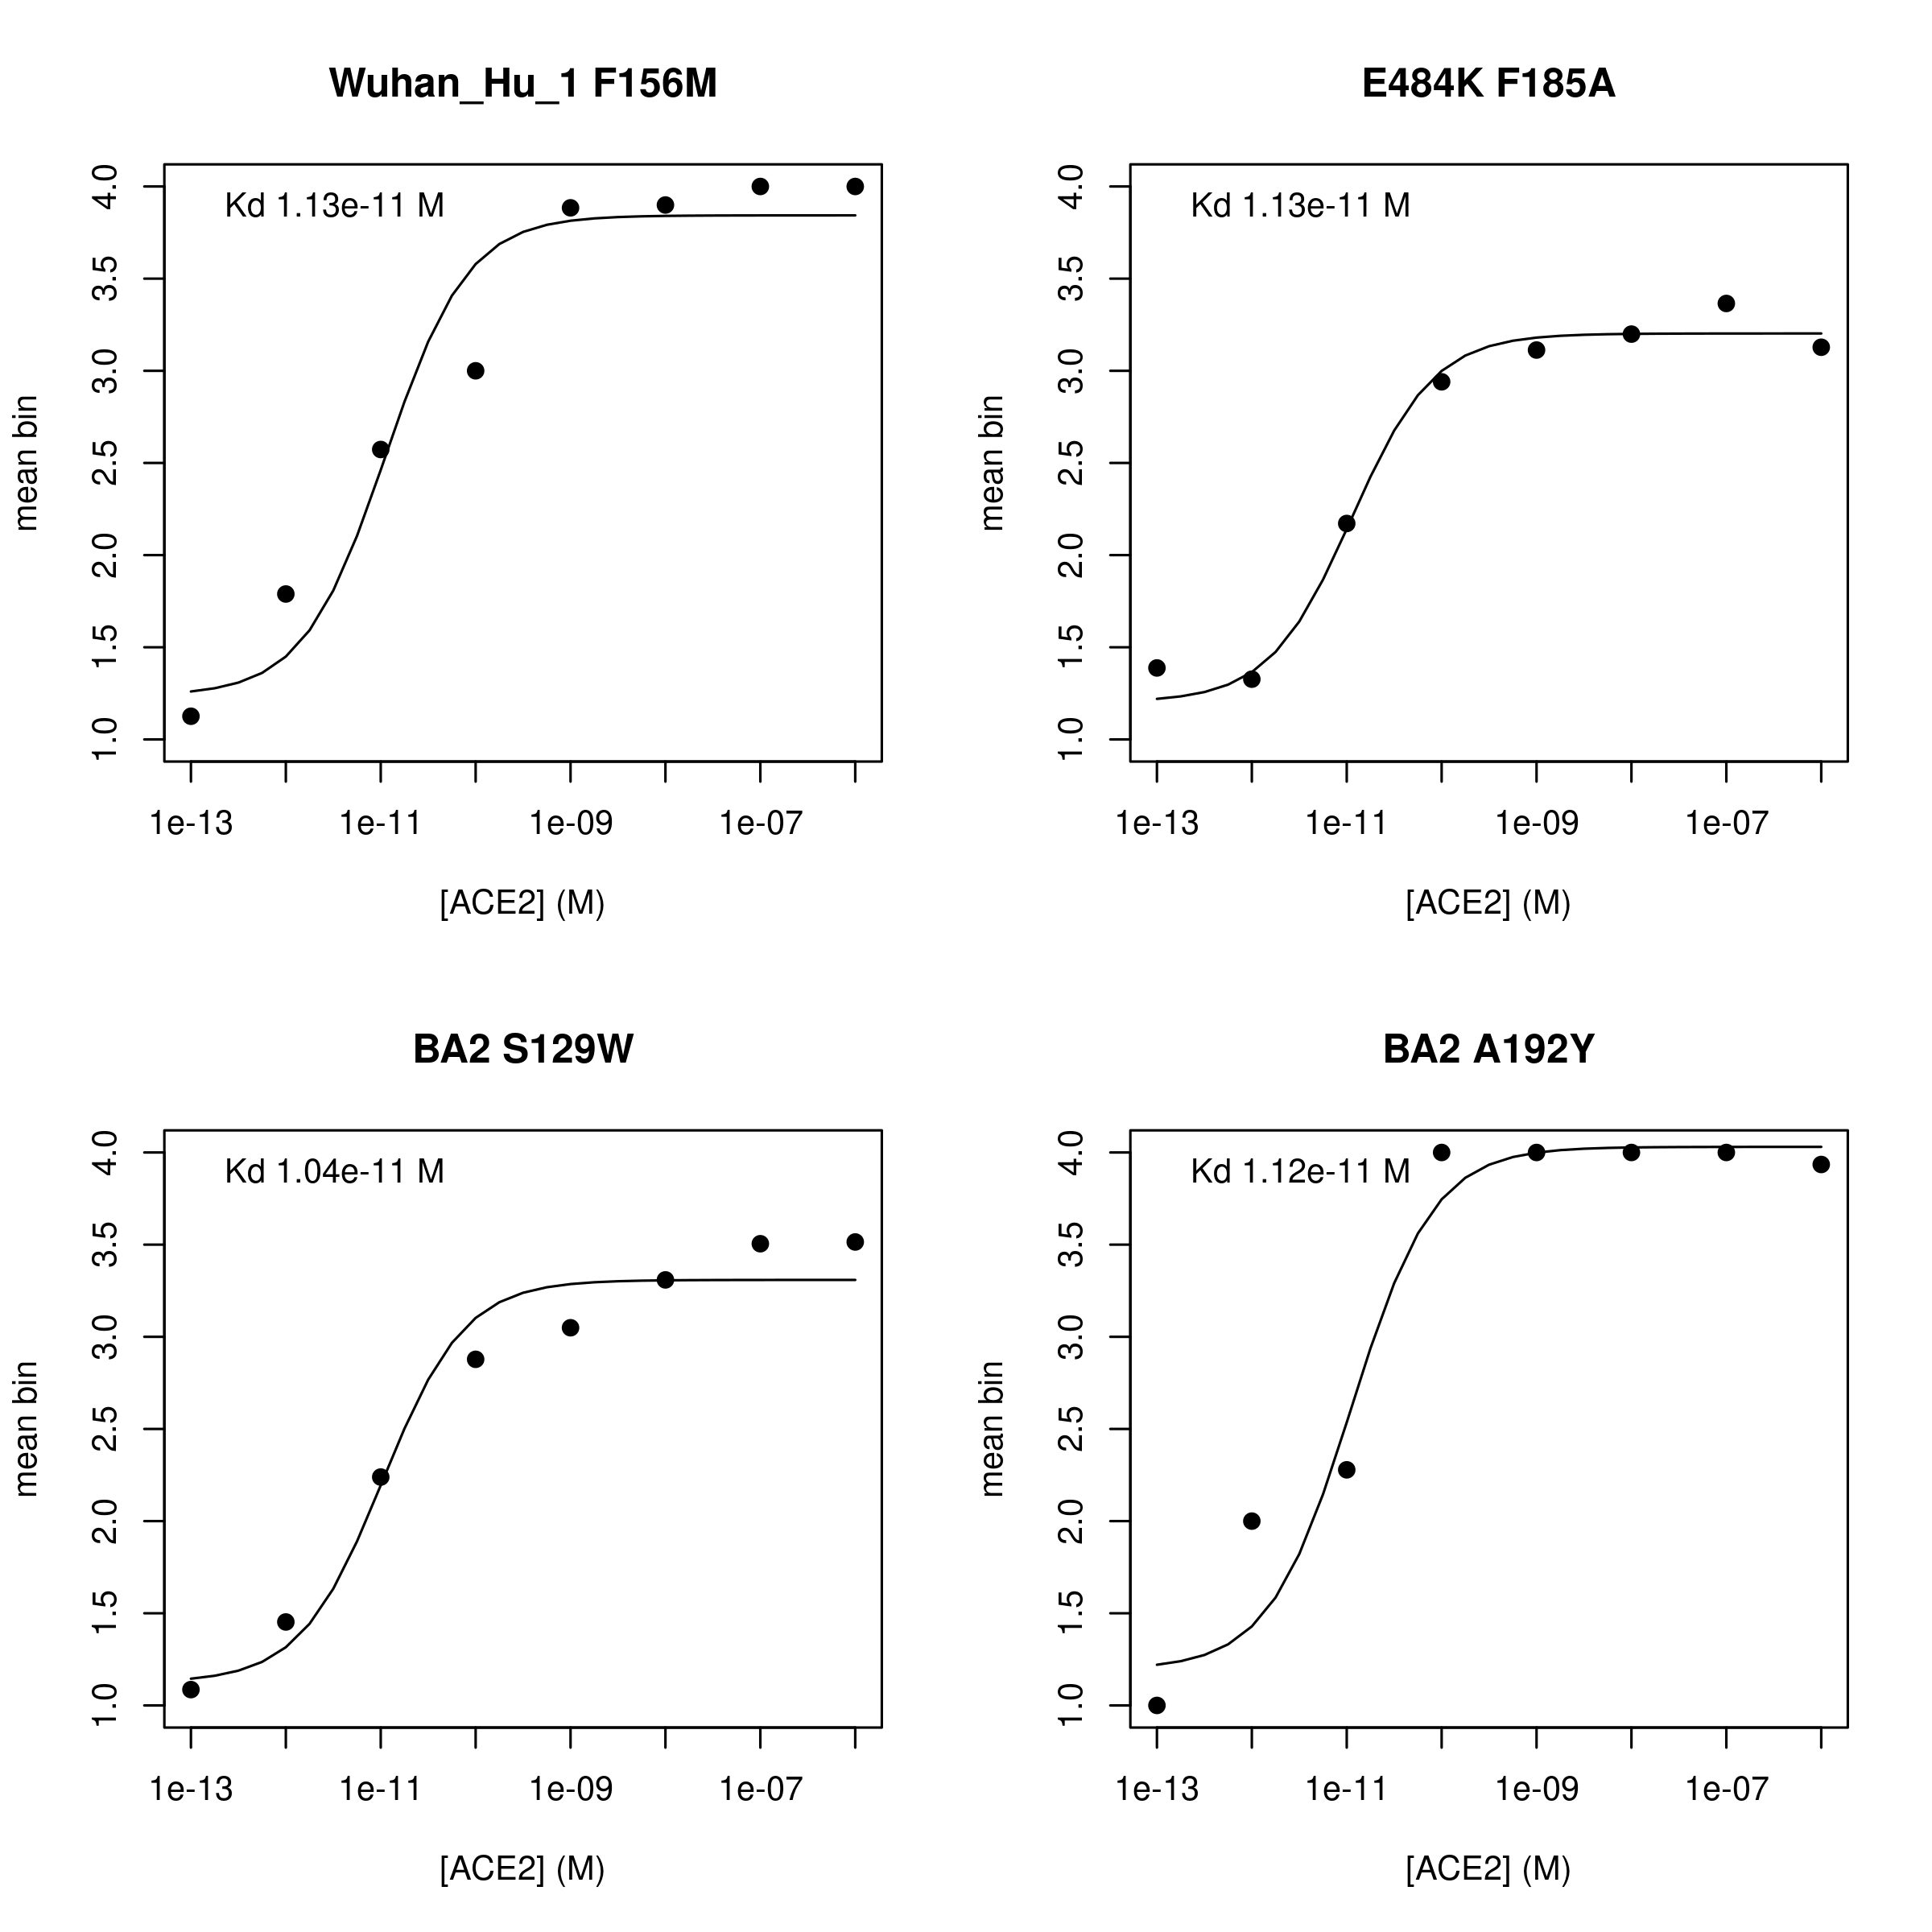 Wuhan_Hu_1 F156M
Kd 1.13e-11 M
mean bin
4.0
3.5
3.0
2.5
2.0
1.5
1.0
1e-13 1e-11 1e-09 1e-07
[ACE2] (M)
E484K F185A
Kd 1.13e-11 M
mean bin
4.0
3.5
3.0
2.5
2.0
1.5
1.0
1e-13 1e-11 1e-09 1e-07
[ACE2] (M)
BA2 S129W
Kd 1.04e-11 M
mean bin
4.0
3.5
3.0
2.5
2.0
1.5
1.0
1e-13 1e-11 1e-09 1e-07
[ACE2] (M)
BA2 A192Y
Kd 1.12e-11 M
mean bin
4.0
3.5
3.0
2.5
2.0
1.5
1.0
1e-13 1e-11 1e-09 1e-07
[ACE2] (M)